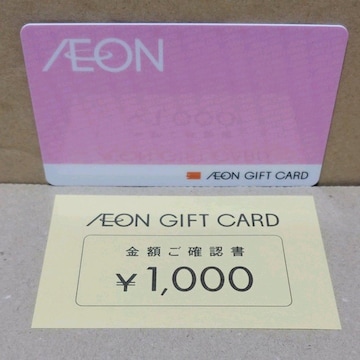 ÆON
ÆON GIFT CARD
ÆON GIFT CARD
金額ご確認書
¥1,000